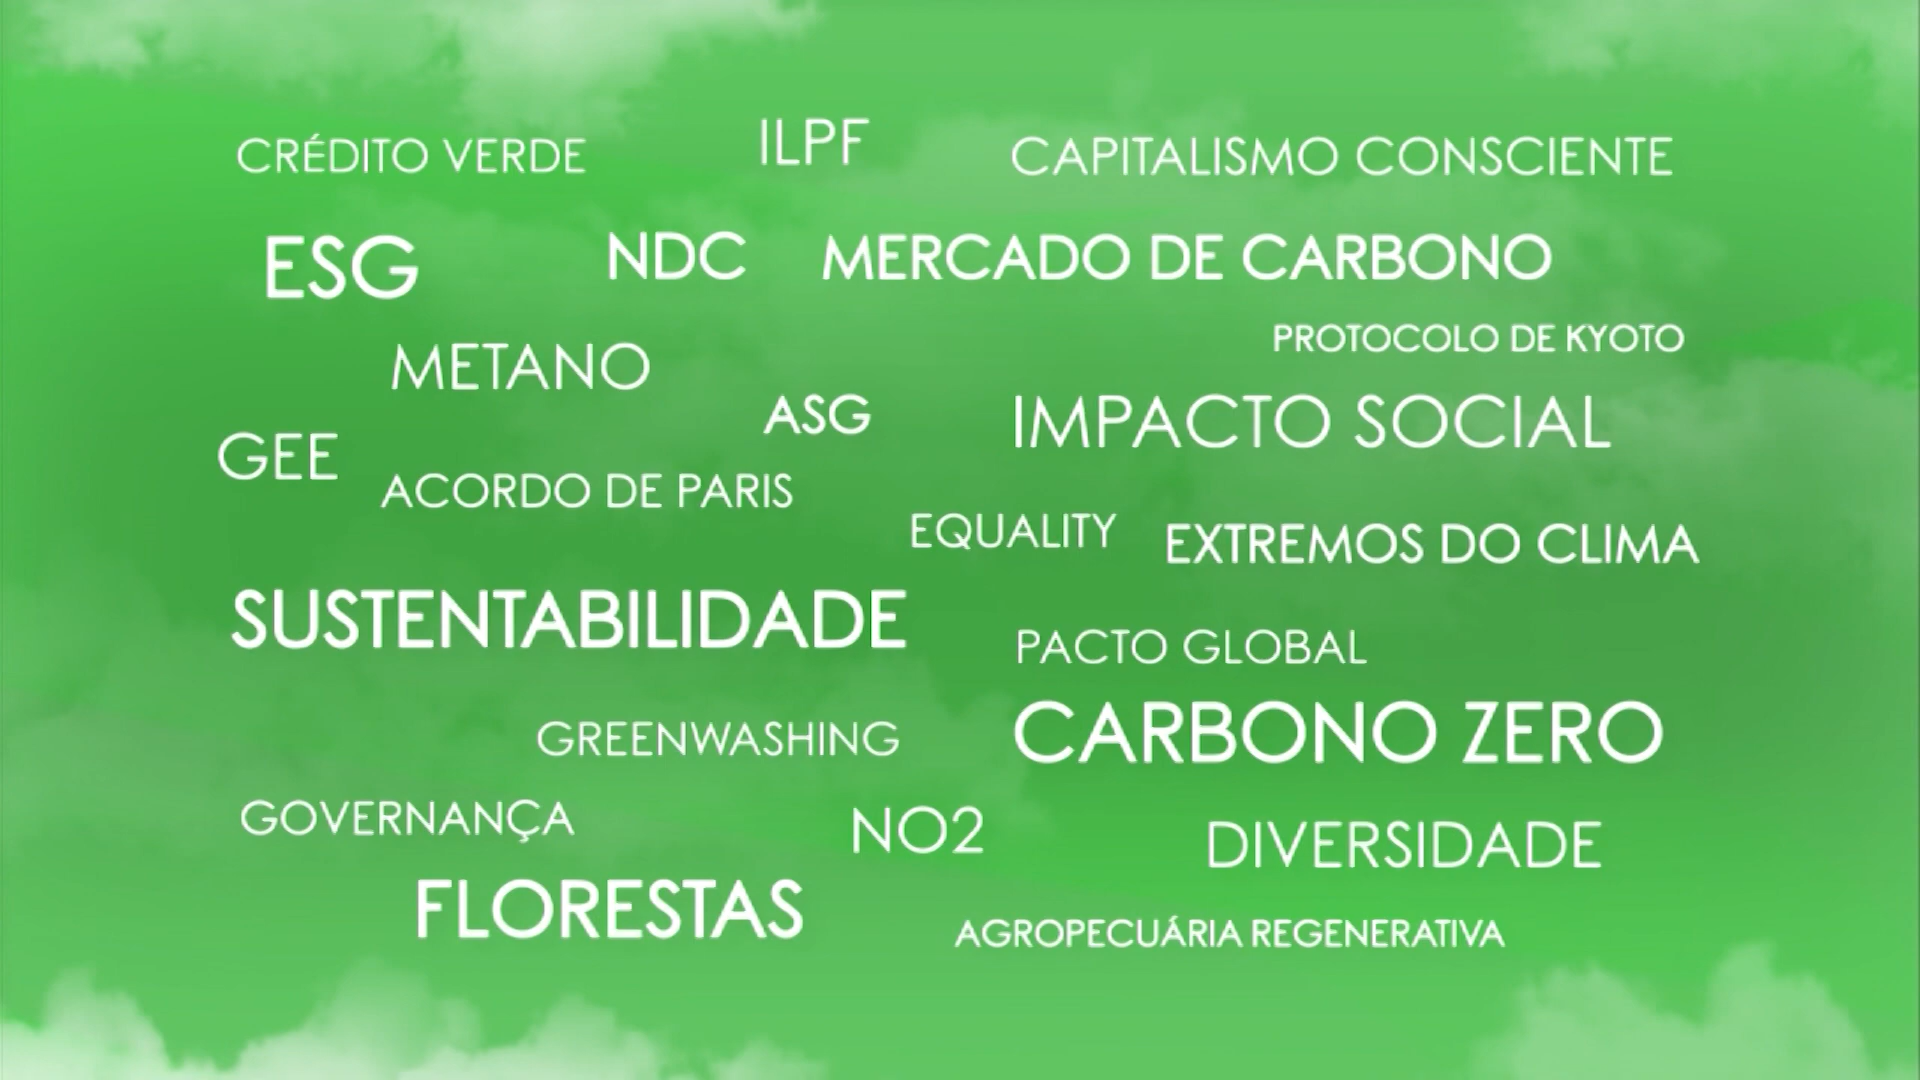 CRÉDITO VERDE
ILPF
CAPITALISMO CONSCIENTE
ESG
NDC
MERCADO DE CARBONO
PROTOCOLO DE KYOTO
METANO
ASG
IMPACTO SOCIAL
GEE
ACORDO DE PARIS
EQUALITY
EXTREMOS DO CLIMA
SUSTENTABILIDADE
PACTO GLOBAL
GREENWASHING
CARBONO ZERO
GOVERNANÇA
NO2
DIVERSIDADE
FLORESTAS
AGROPECUÁRIA REGENERATIVA